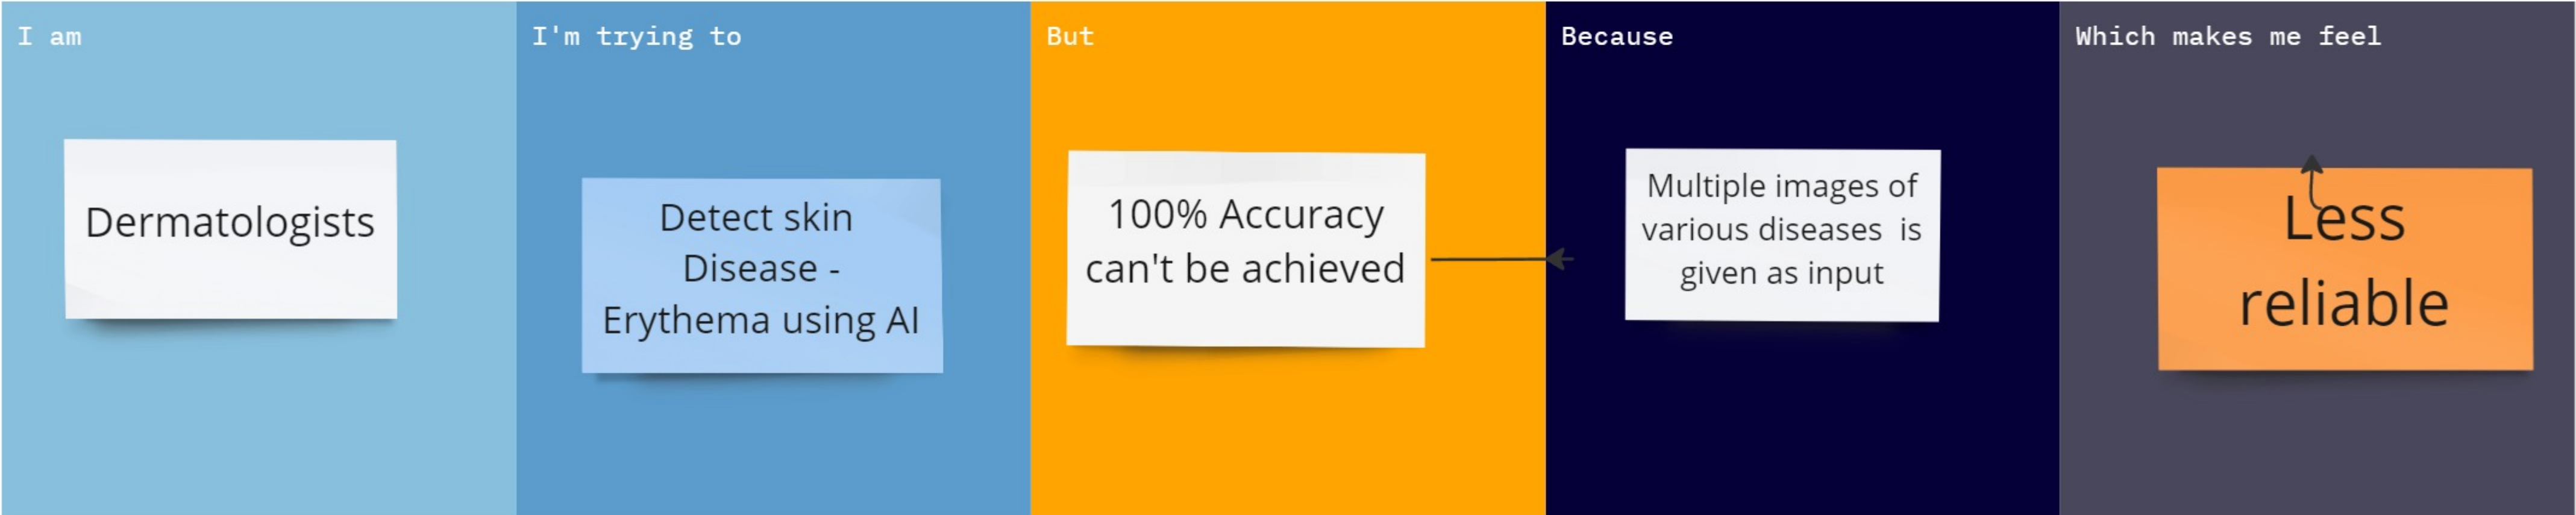 I am
Dermatologists
I'm trying to
Detect skin
Disease -
Erythema using AI
But
100% Accuracy
can't be achieved
Because
Multiple images of
various diseases  is
given as input
Which makes me feel
Less
reliable